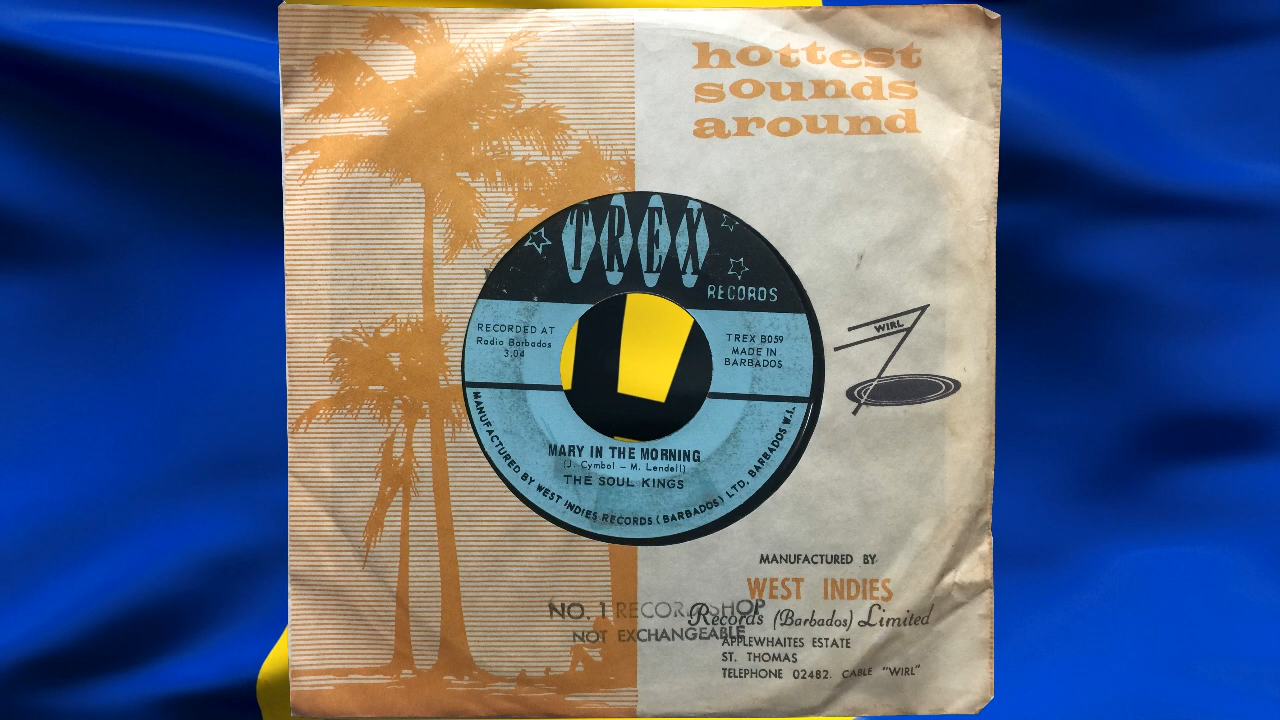 hottest
sounds
around
TREX
RECORDS
RECORDED AT
Radio Barbados
3.04
TREX B059
MADE IN
BARBADOS
MARY IN THE MORNING
(J. Cymbol – M. Lendell)
THE SOUL KINGS
MANUFACTURED BY WEST INDIES RECORDS (BARBADOS) LTD. BARBADOS W.I.
WIRL
MANUFACTURED BY
WEST INDIES
Records (Barbados) Limited
APPLEWHAITES ESTATE
ST. THOMAS
TELEPHONE 02482. CABLE "WIRL"
NO. 1 RECORD SHOP
NOT EXCHANGEABLE